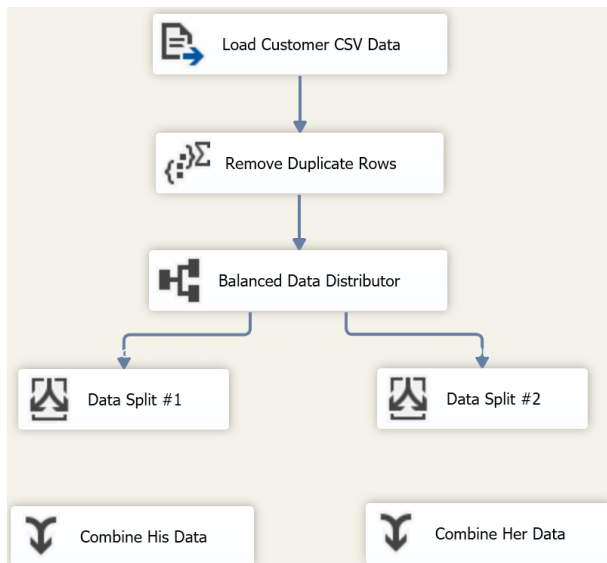 Load Customer CSV Data
Remove Duplicate Rows
Balanced Data Distributor
Data Split #1
Data Split #2
Combine His Data
Combine Her Data